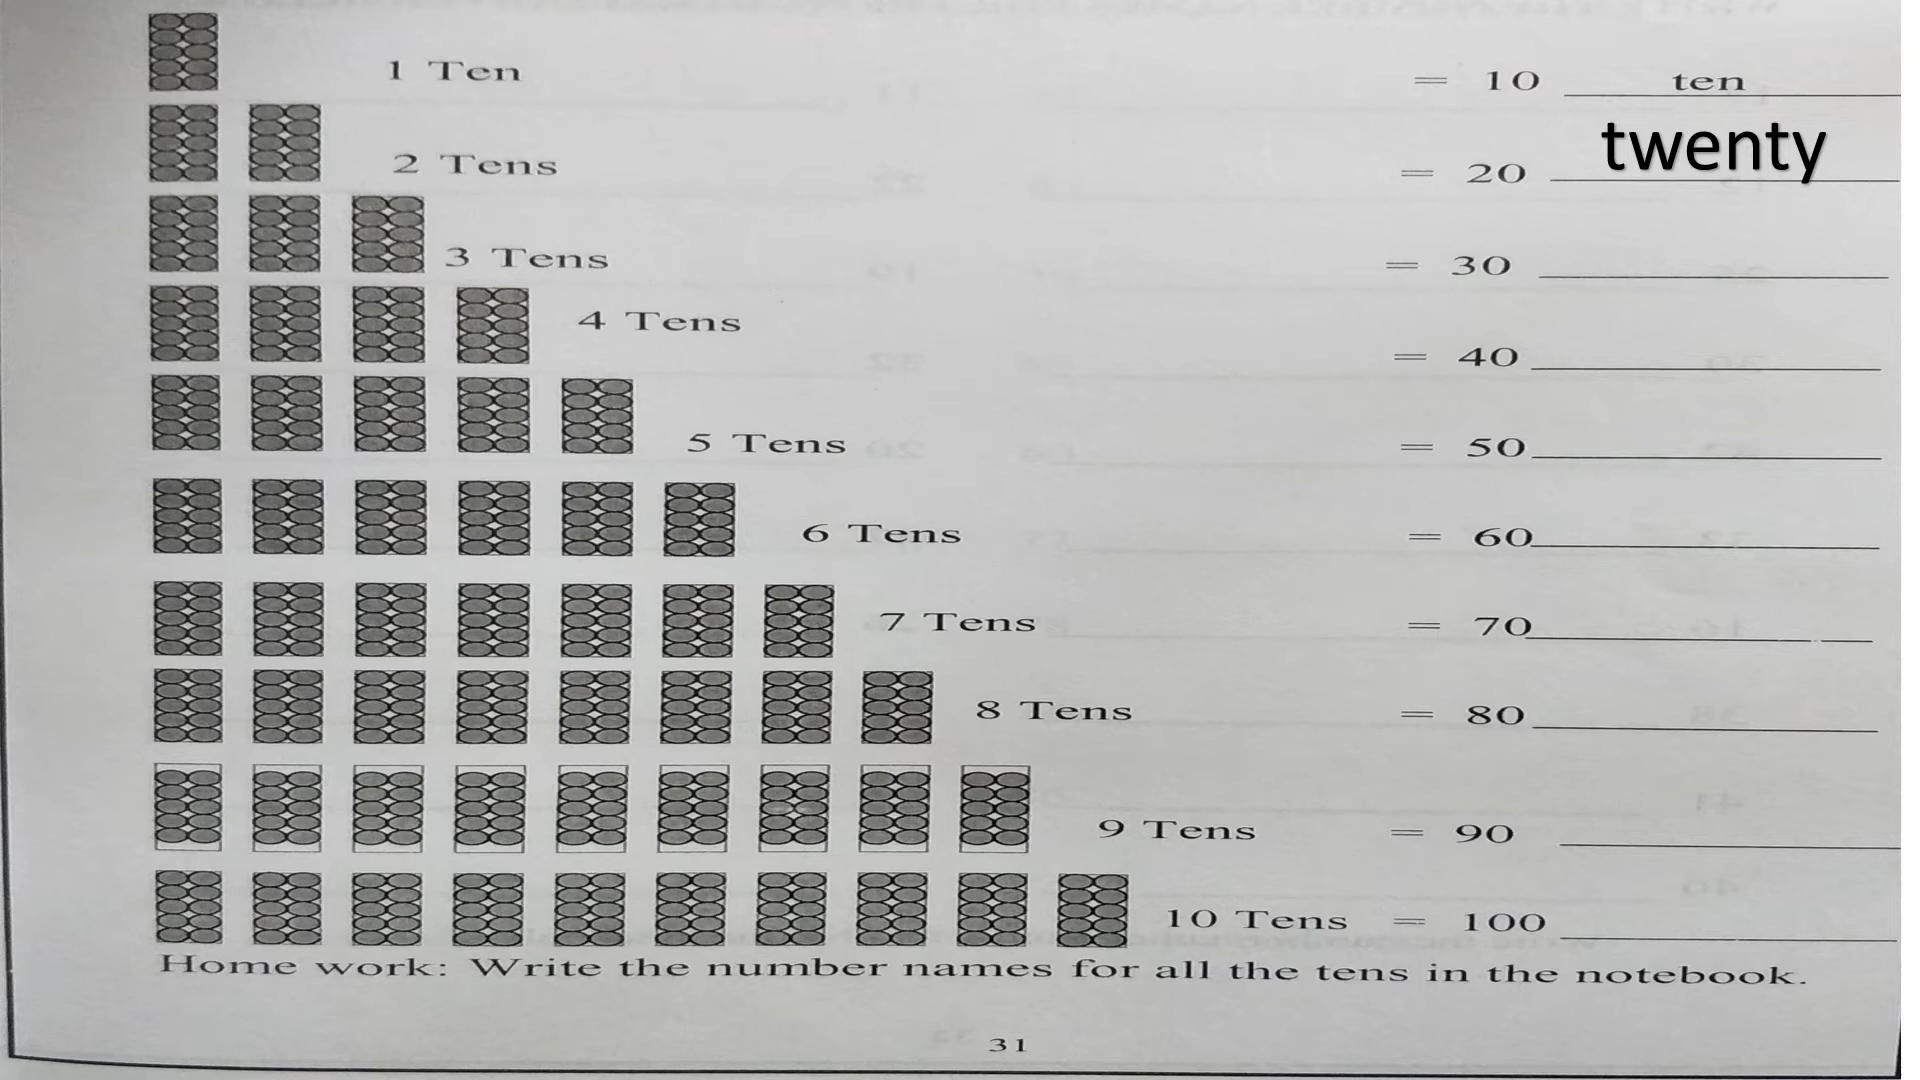 1 Ten = 10 ten
2 Tens = 20 twenty
3 Tens = 30
4 Tens = 40
5 Tens = 50
6 Tens = 60
7 Tens = 70
8 Tens = 80
9 Tens = 90
10 Tens = 100
Home work: Write the number names for all the tens in the notebook.
31